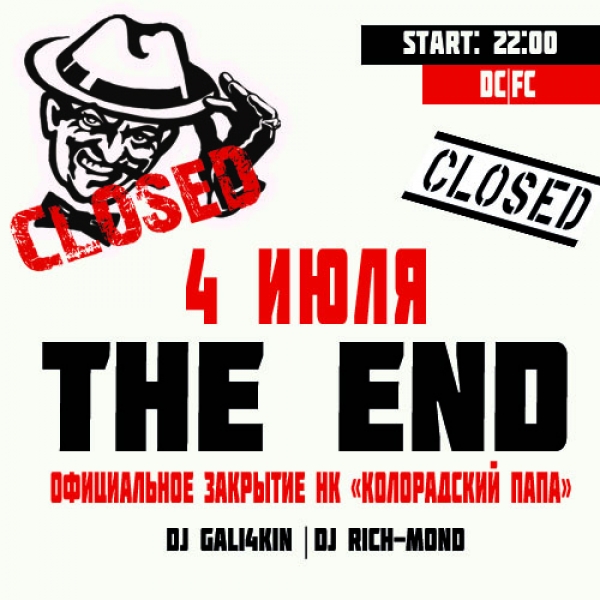 START: 22:00
DC|FC
CLOSED
CLOSED
4 ИЮЛЯ
THE END
ОФИЦИАЛЬНОЕ ЗАКРЫТИЕ НК «КОЛОРАДСКИЙ ПАПА»
DJ GALI4KIN | DJ RICH-MOND